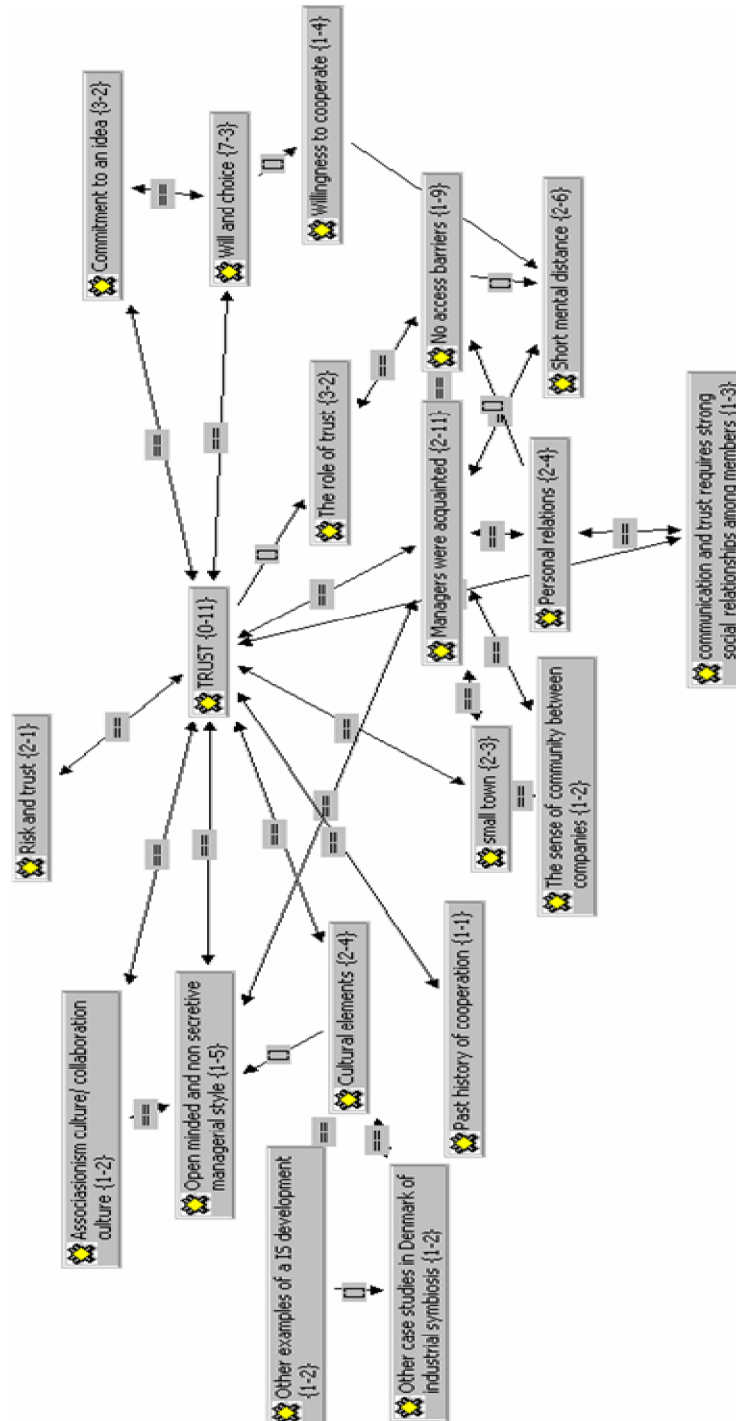 Risk and trust {2-1}
Associasionism culture/ collaboration
culture {1-2}
Commitment to an idea {3-2}
==
==
==
==
==
Open minded and non secretive
managerial style {1-5}
TRUST {0-11}
Will and choice {7-3}
==
==
[]
==
[]
[]
Other examples of a IS development
{1-2}
Cultural elements {2-4}
The role of trust {3-2}
Willingness to cooperate {1-4}
==
==
==
==
==
[]
==
==
Other case studies in Denmark of
industrial symbiosis {1-2}
Past history of cooperation {1-1}
Managers were acquainted {2-11}
==
No access barriers {1-9}
small town {2-3}
==
==
==
=[]
[]
==
The sense of community between
companies {1-2}
Personal relations {2-4}
Short mental distance {2-6}
==
communication and trust requires strong
social relationships among members {1-3}